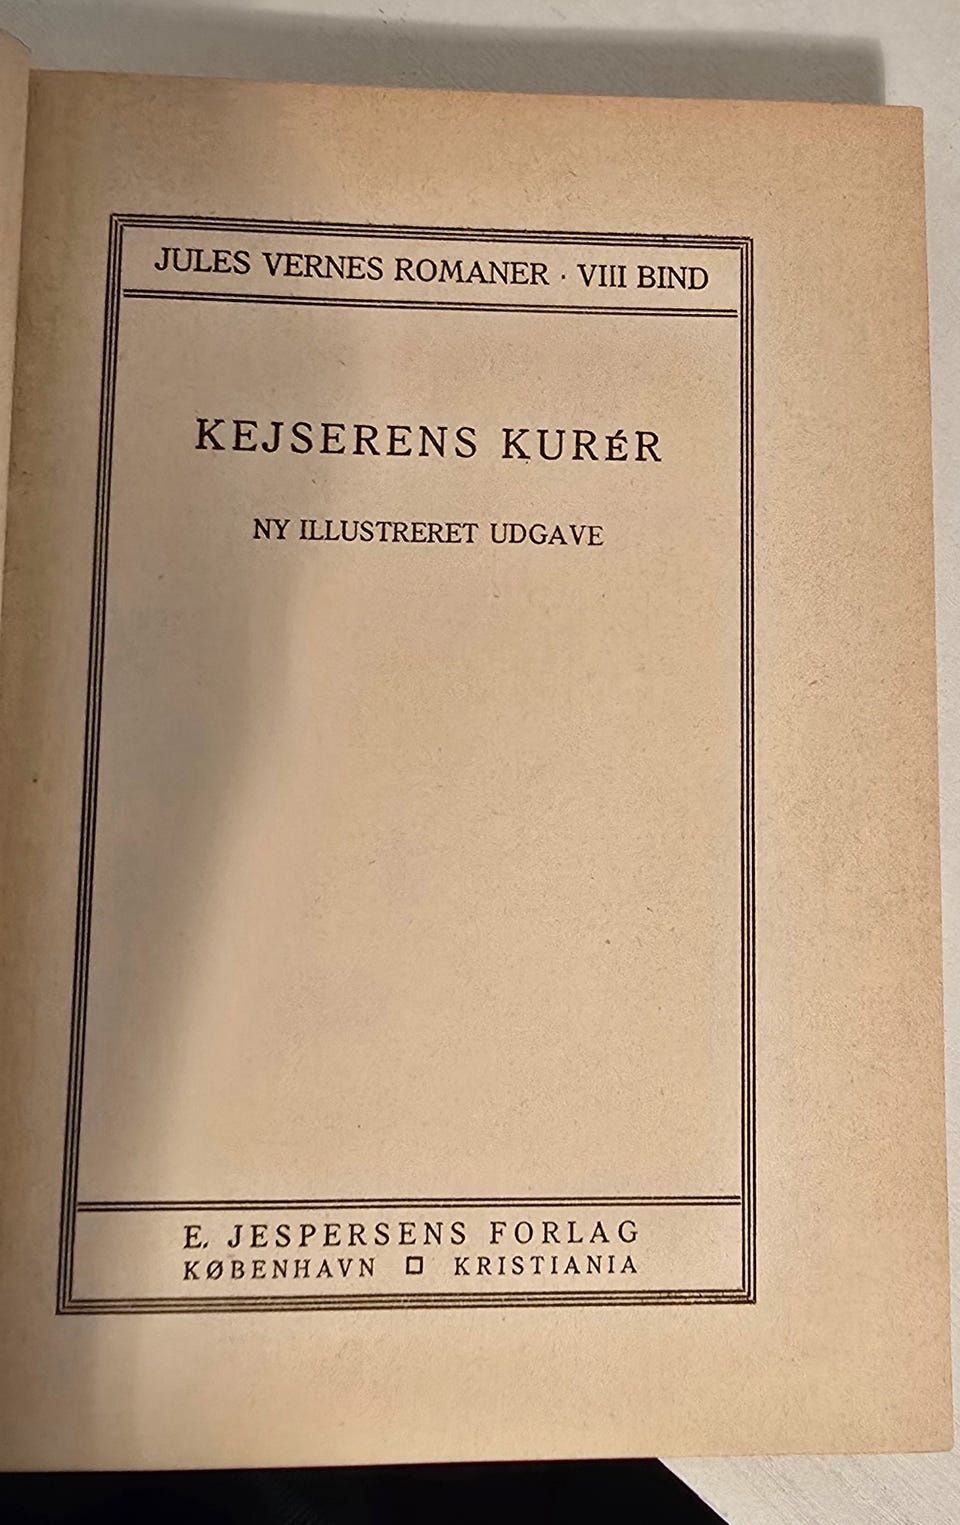 JULES VERNES ROMANER · VIII BIND
KEJSERENS KURÉR
NY ILLUSTRERET UDGAVE
E. JESPERSENS FORLAG
KØBENHAVN □ KRISTIANIA